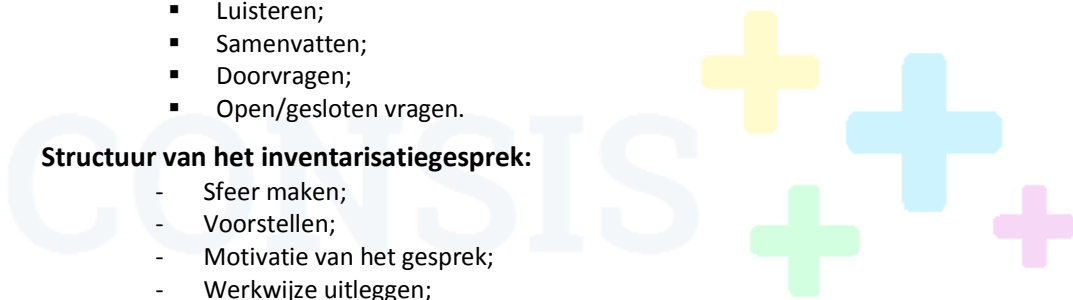 ▪ Luisteren;
▪ Samenvatten;
▪ Doorvragen;
▪ Open/gesloten vragen.
CONSIS
Structuur van het inventarisatiegesprek:
- Sfeer maken;
- Voorstellen;
- Motivatie van het gesprek;
- Werkwijze uitleggen;